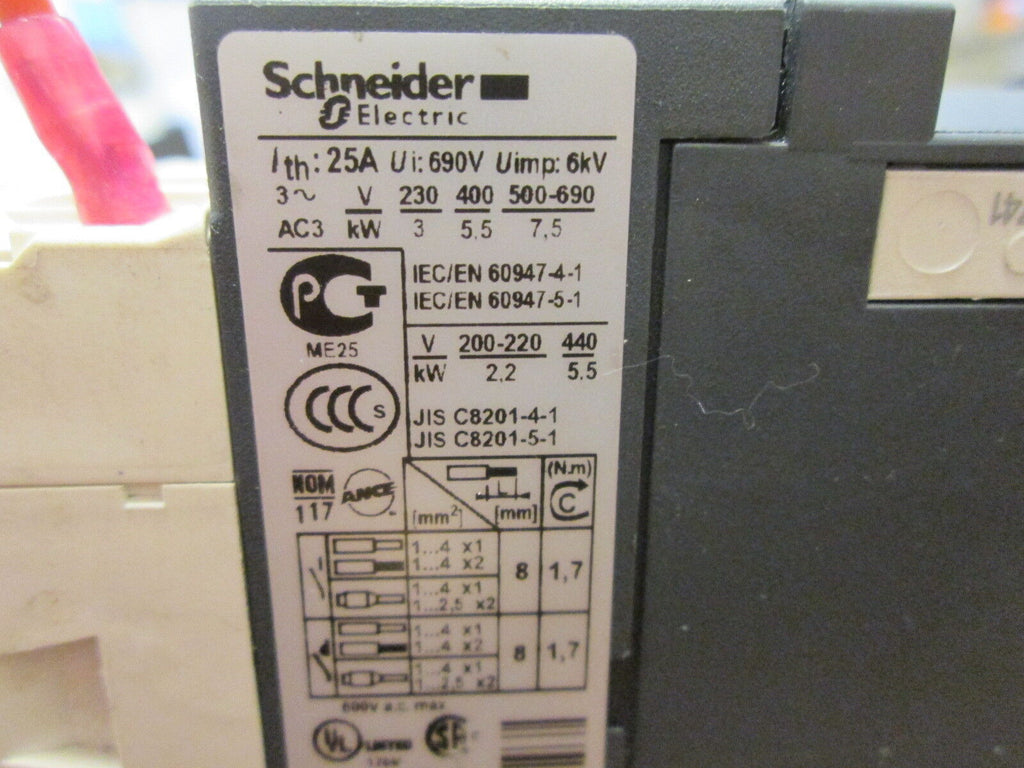 Schneider
Electric
Ith: 25A Ui: 690V Uimp: 6kV
3~ V 230 400 500-690
AC3 kW 3 5,5 7,5
IEC/EN 60947-4-1
IEC/EN 60947-5-1
ME25
V 200-220 440
kW 2,2 5.5
CCC S
JIS C8201-4-1
JIS C8201-5-1
NOM
117
ANCE
[mm²] L [mm] (N.m)
C
1...4 x1
1...4 x2
8 1,7
1...4 x1
1...2,5 x2
1...4 x1
1...4 x2
8 1,7
1...4 x1
1...2,5 x2
600V a.c. max
UL LISTED
41